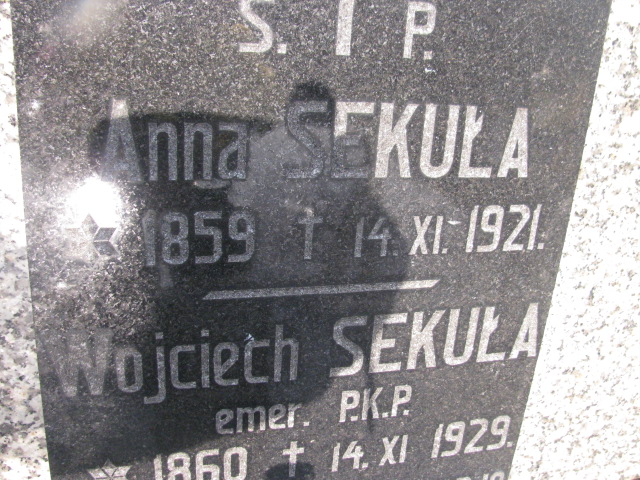 Ś. † P.
Anna SEKUŁA
* 1859 † 14. XI. 1921.
Wojciech SEKUŁA
emer. P.K.P.
* 1860 † 14. XI 1929.